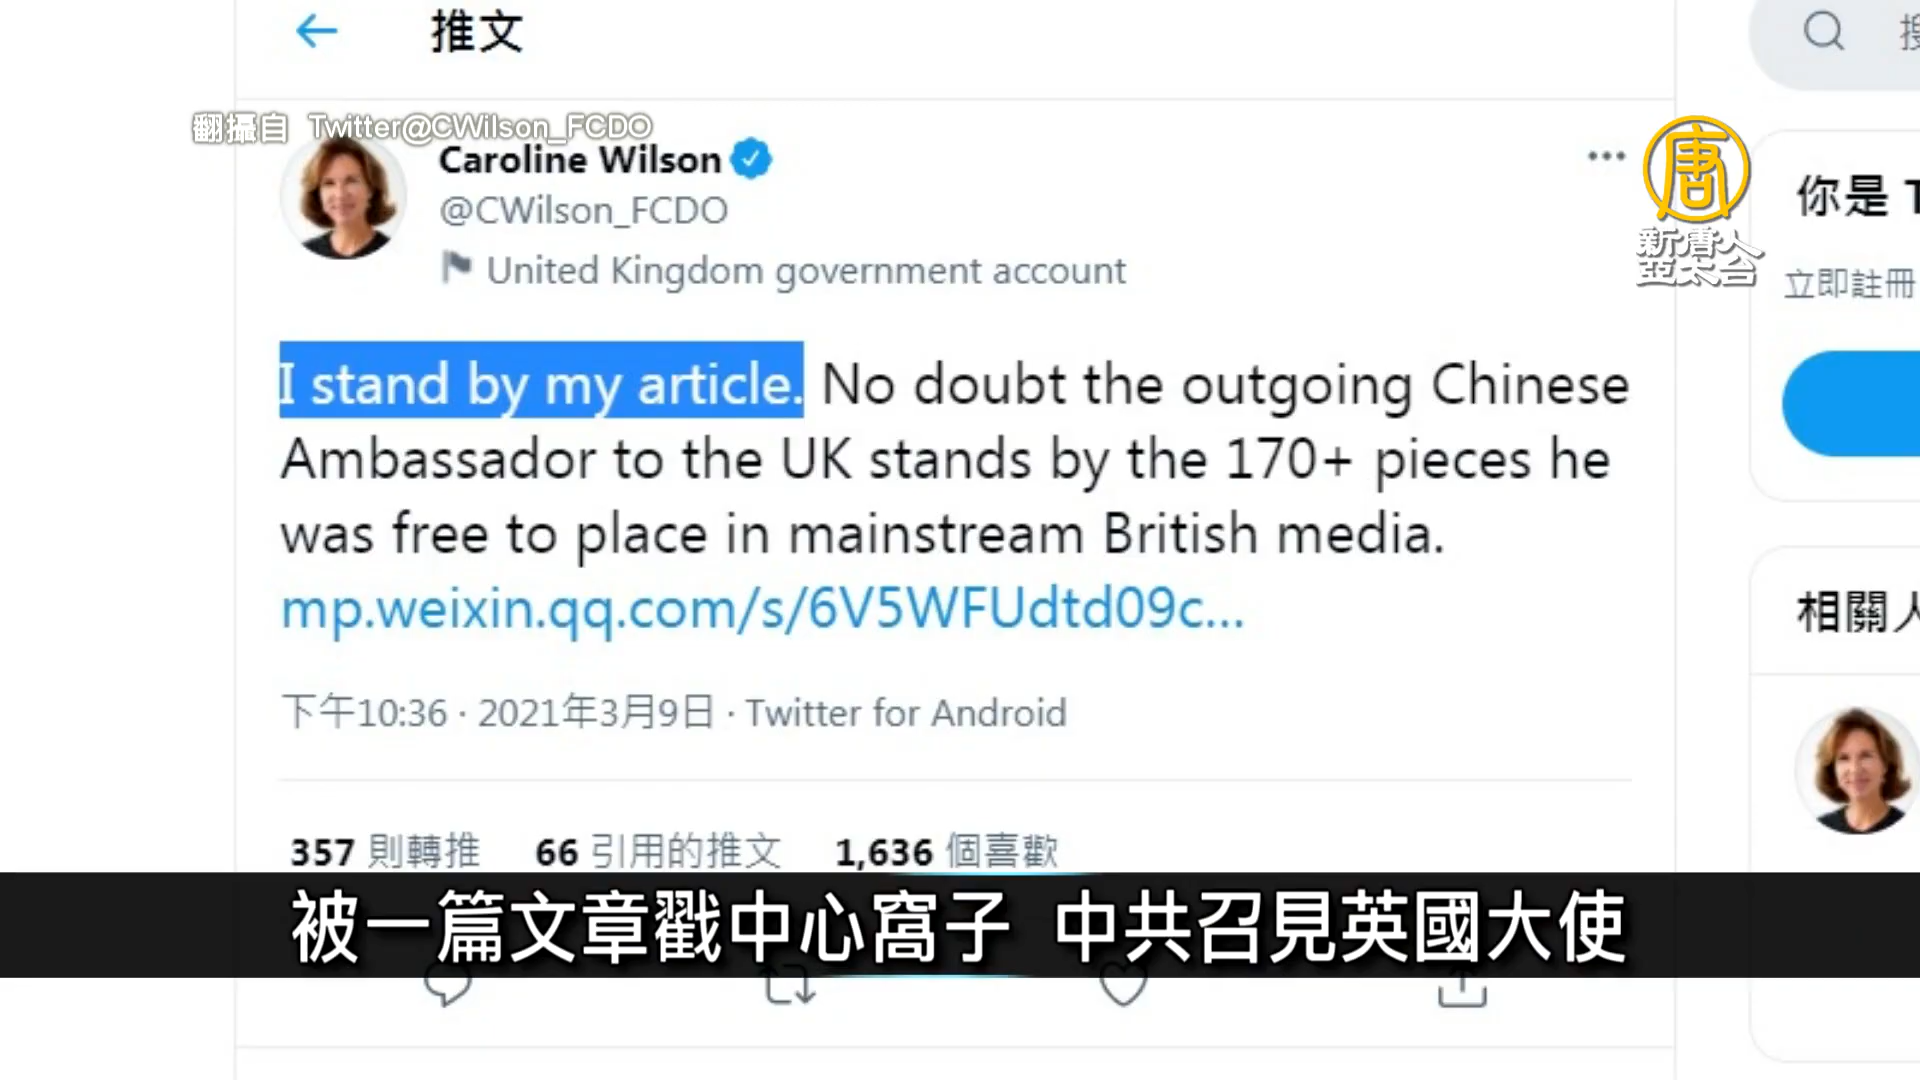 推文
翻攝自 Twitter@CWilson_FCDO
Caroline Wilson
@CWilson_FCDO
United Kingdom government account
I stand by my article. No doubt the outgoing Chinese
Ambassador to the UK stands by the 170+ pieces he
was free to place in mainstream British media.
mp.weixin.qq.com/s/6V5WFUdtd09c...
下午10:36 · 2021年3月9日 · Twitter for Android
357 則轉推 66 引用的推文 1,636 個喜歡
被一篇文章戳中心窩子 中共召見英國大使
唐
新唐人
亞太台
你是 T
立即註冊
相關人